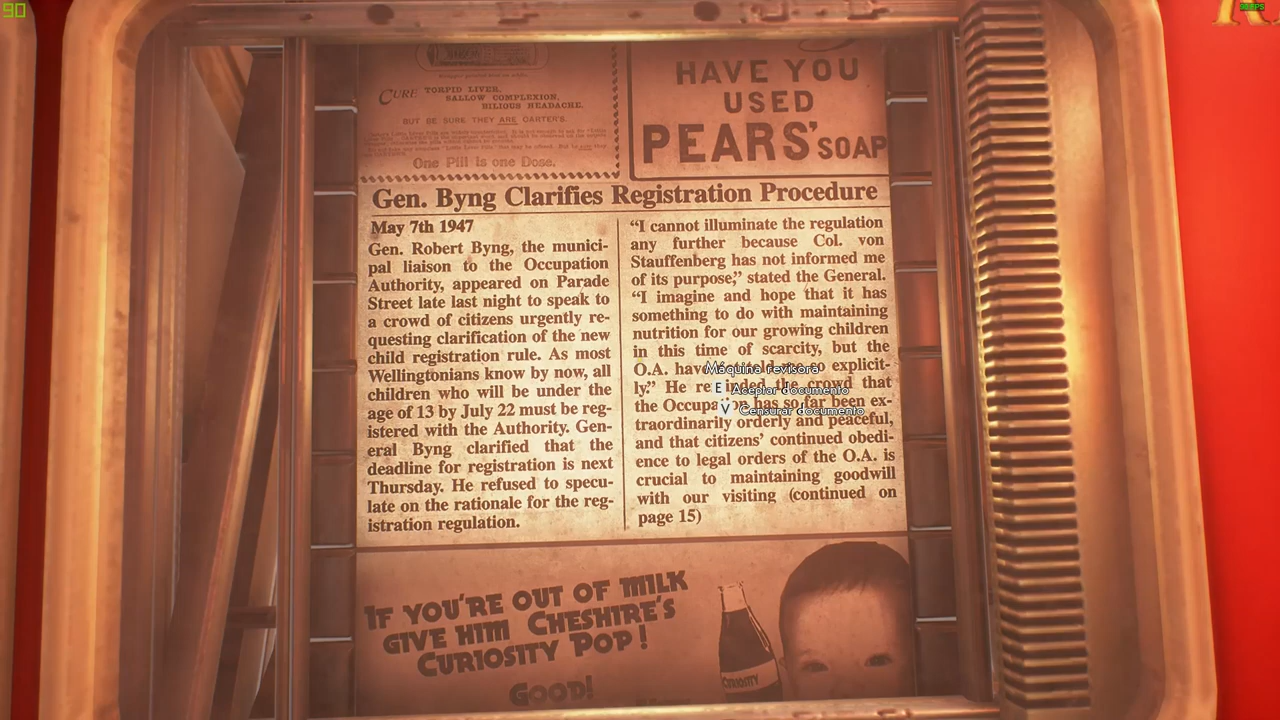 90
90 FPS
CURE TORPID LIVER,
SALLOW COMPLEXION,
BILIOUS HEADACHE.
BUT BE SURE THEY ARE CARTER'S.
One Pill is one Dose.
HAVE YOU
USED
PEARS' SOAP
Gen. Byng Clarifies Registration Procedure
May 7th 1947
Gen. Robert Byng, the munici-
pal liaison to the Occupation
Authority, appeared on Parade
Street late last night to speak to
a crowd of citizens urgently re-
questing clarification of the new
child registration rule. As most
Wellingtonians know by now, all
children who will be under the
age of 13 by July 22 must be reg-
istered with the Authority. Gen-
eral Byng clarified that the
deadline for registration is next
Thursday. He refused to specu-
late on the rationale for the reg-
istration regulation.
“I cannot illuminate the regulation
any further because Col. von
Stauffenberg has not informed me
of its purpose,” stated the General.
“I imagine and hope that it has
something to do with maintaining
nutrition for our growing children
in this time of scarcity, but the
O.A. have explicit-
ly.” He the crowd that
the has so far been ex-
traordinarily orderly and peaceful,
and that citizens' continued obedi-
ence to legal orders of the O.A. is
crucial to maintaining goodwill
with our visiting (continued on
page 15)
Máquina revisora
E Aceptar documento
V Censurar documento
IF YOU'RE OUT OF MILK
GIVE HIM CHESHIRE'S
CURIOSITY POP!
GOOD!
CURIOSITY